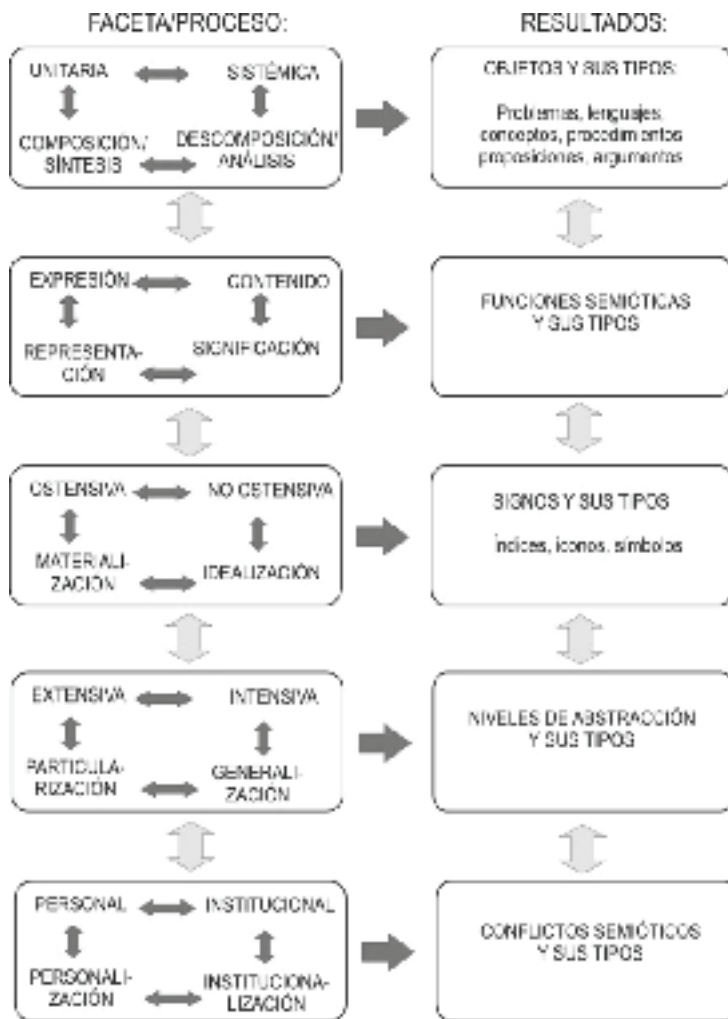 FACETA/PROCESO:
RESULTADOS:
UNITARIA
SISTÉMICA
COMPOSICIÓN/
SÍNTESIS
DESCOMPOSICIÓN/
ANÁLISIS
OBJETOS Y SUS TIPOS:
Problemas, lenguajes,
conceptos, procedimientos
proposiciones, argumentos
EXPRESIÓN
CONTENIDO
REPRESENTA-
CIÓN
SIGNIFICACIÓN
FUNCIONES SEMIÓTICAS
Y SUS TIPOS
OSTENSIVA
NO OSTENSIVA
MATERIALI-
ZACIÓN
IDEALIZACIÓN
SIGNOS Y SUS TIPOS
Índices, iconos, símbolos
EXTENSIVA
INTENSIVA
PARTICULA-
RIZACIÓN
GENERALI-
ZACIÓN
NIVELES DE ABSTRACCIÓN
Y SUS TIPOS
PERSONAL
INSTITUCIONAL
PERSONALI-
ZACIÓN
INSTITUCIONA-
LIZACIÓN
CONFLICTOS SEMIÓTICOS
Y SUS TIPOS